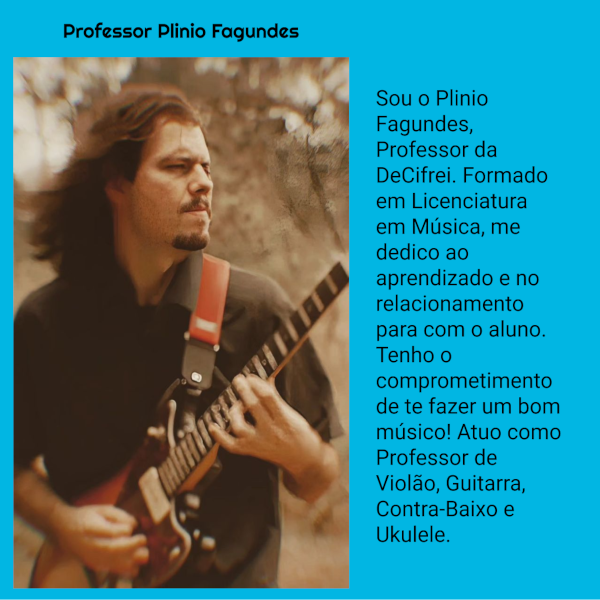 Professor Plinio Fagundes
Sou o Plinio
Fagundes,
Professor da
DeCifrei. Formado
em Licenciatura
em Música, me
dedico ao
aprendizado e no
relacionamento
para com o aluno.
Tenho o
comprometimento
de te fazer um bom
músico! Atuo como
Professor de
Violão, Guitarra,
Contra-Baixo e
Ukulele.